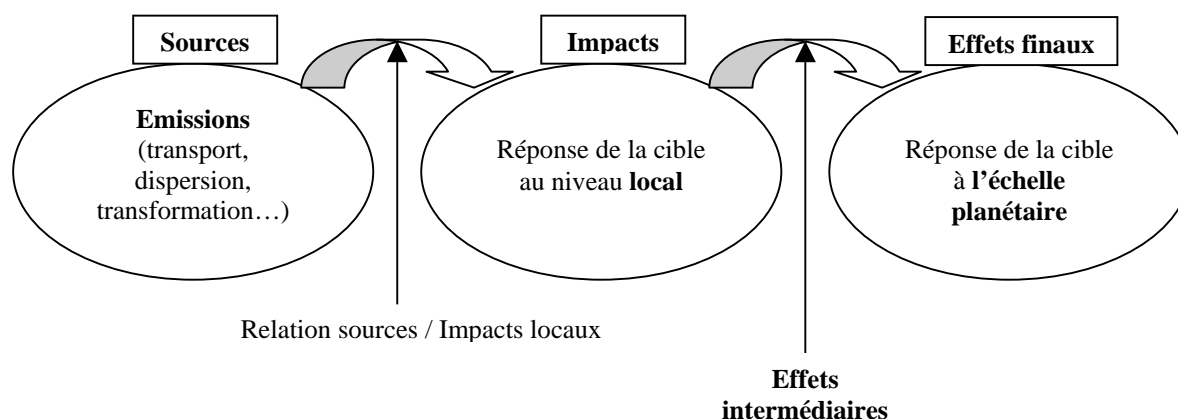 Sources
Impacts
Effets finaux
Emissions
(transport,
dispersion,
transformation…)
Réponse de la cible
au niveau local
Réponse de la cible
à l’échelle
planétaire
Relation sources / Impacts locaux
Effets
intermédiaires